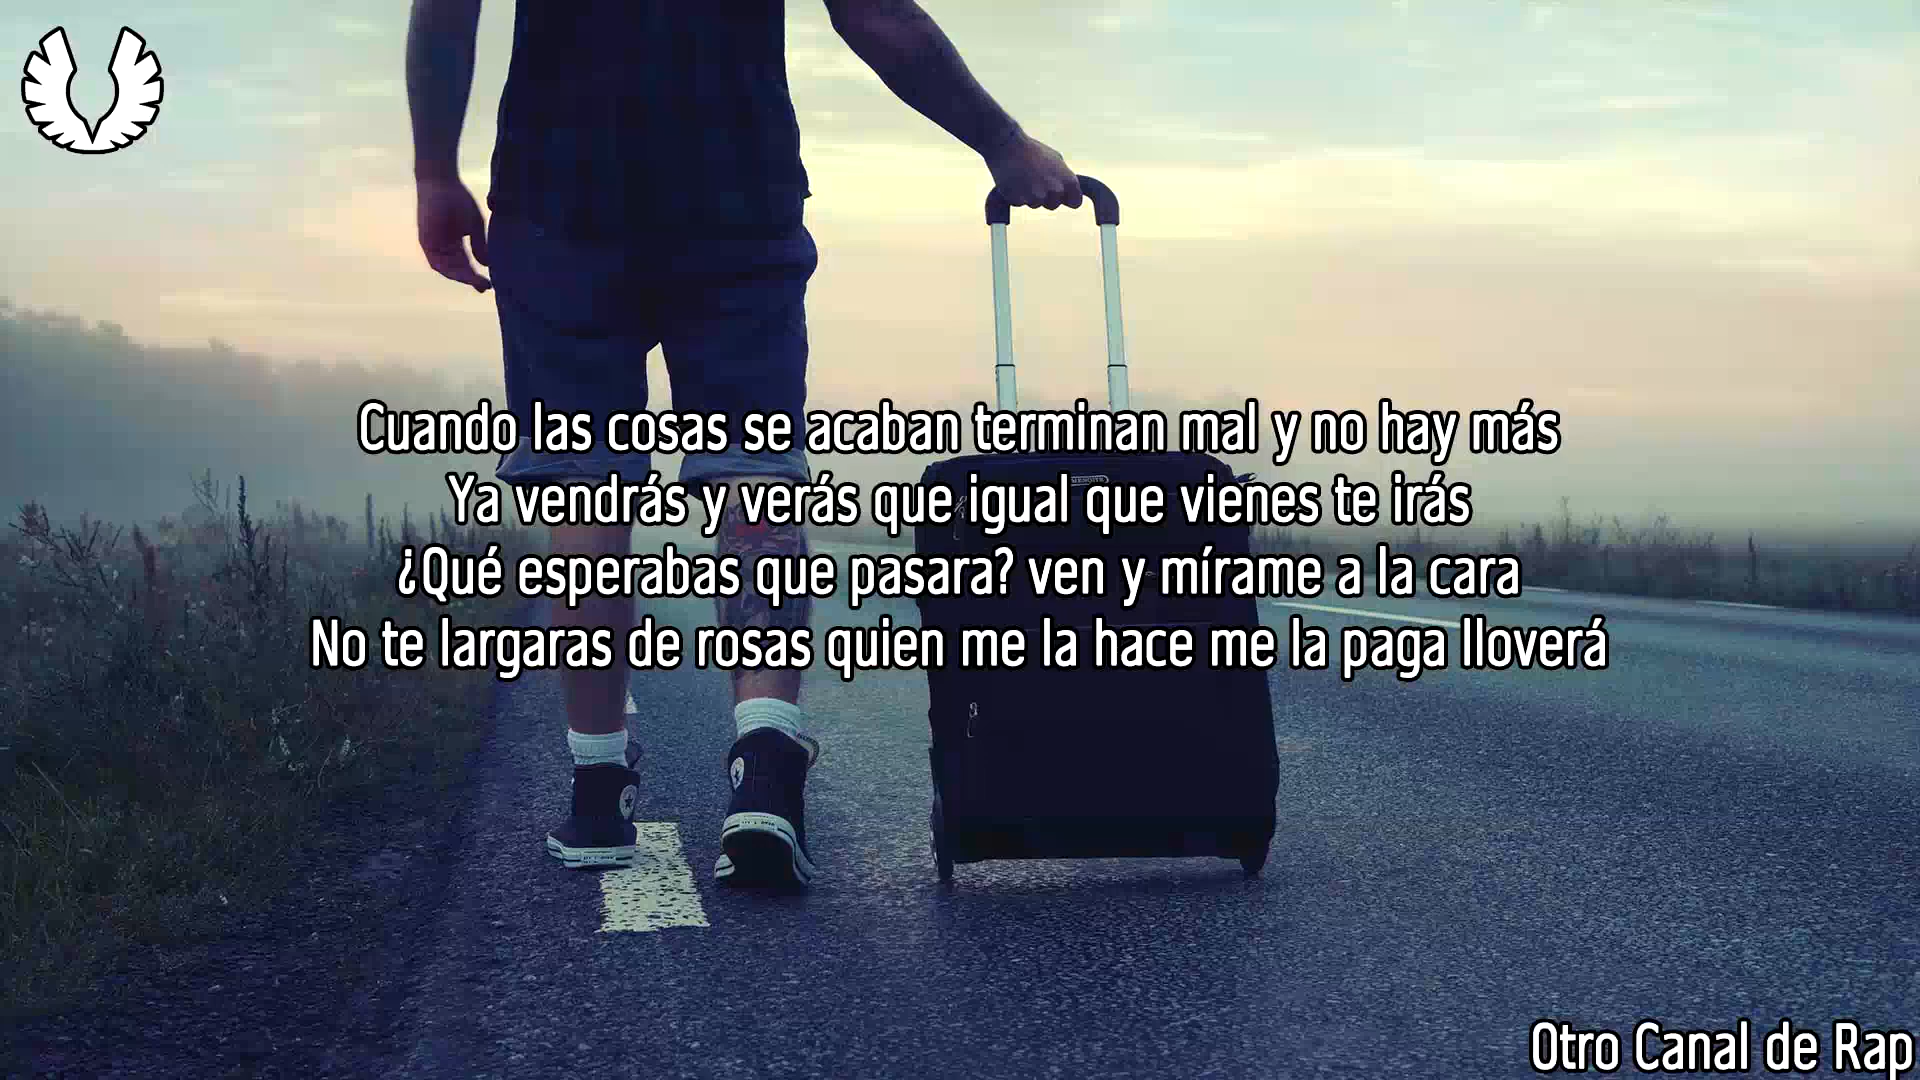 Cuando las cosas se acaban terminan mal y no hay más
Ya vendrás y verás que igual que vienes te irás
¿Qué esperabas que pasara? ven y mírame a la cara
No te largaras de rosas quien me la hace me la paga lloverá
Otro Canal de Rap